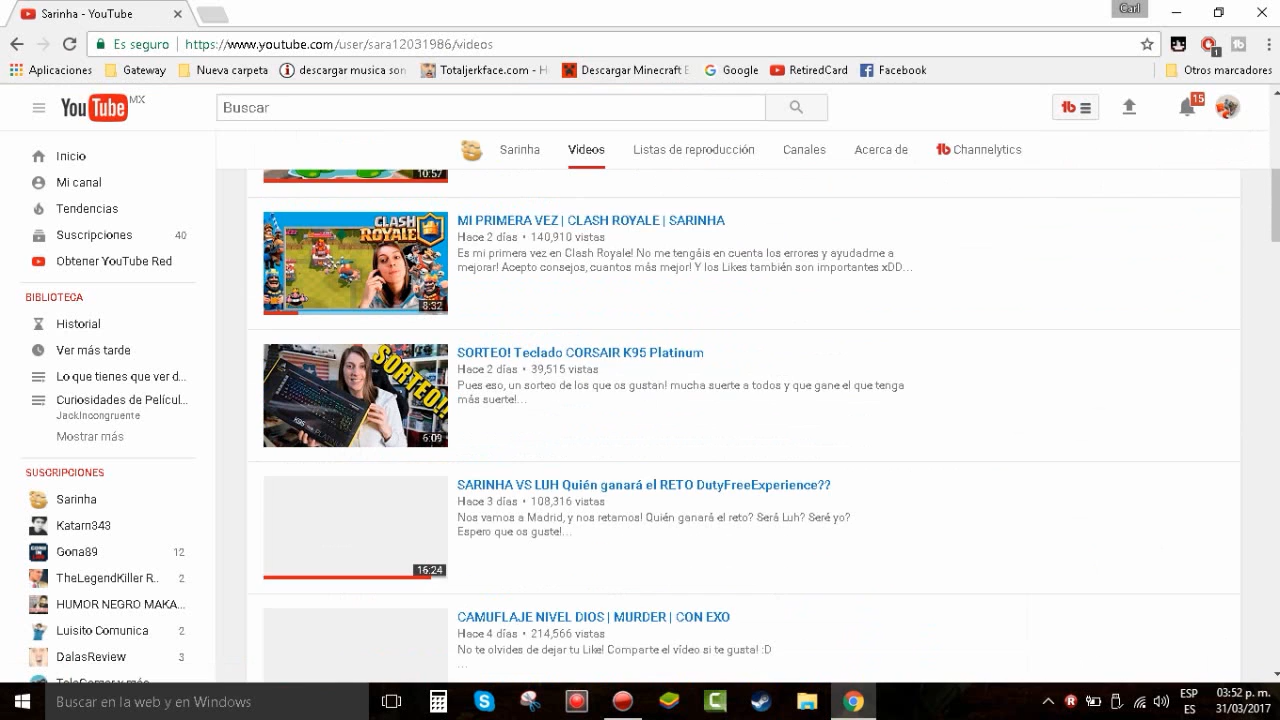 Sarinha - YouTube
Carl
Es seguro
https://www.youtube.com/user/sara12031986/videos
1
Aplicaciones
Gateway
Nueva carpeta
descargar musica son
Totaljerkface.com - H
Descargar Minecraft E
Google
RetiredCard
Facebook
Otros marcadores
YouTube MX
Buscar
15
Sarinha
Videos
Listas de reproducción
Canales
Acerca de
Channelytics
Inicio
Mi canal
Tendencias
Suscripciones 40
Obtener YouTube Red
BIBLIOTECA
Historial
Ver más tarde
Lo que tienes que ver d...
Curiosidades de Películ...
JackIncongruente
Mostrar más
SUSCRIPCIONES
Sarinha
Katarn343
Gona89 12
TheLegendKiller R.. 2
HUMOR NEGRO MAKA...
Luisito Comunica 2
DalasReview 3
10:57
CLASH
ROYALE
8:32
MI PRIMERA VEZ | CLASH ROYALE | SARINHA
Hace 2 días • 140,910 vistas
Es mi primera vez en Clash Royale! No me tengáis en cuenta los errores y ayudadme a
mejorar! Acepto consejos, cuantos más mejor! Y los Likes también son importantes xDD...
SORTEO!!
K95
6:09
SORTEO! Teclado CORSAIR K95 Platinum
Hace 2 días • 39,515 vistas
Pues eso, un sorteo de los que os gustan! mucha suerte a todos y que gane el que tenga
más suerte!...
16:24
SARINHA VS LUH Quién ganará el RETO DutyFreeExperience??
Hace 3 días • 108,316 vistas
Nos vamos a Madrid, y nos retamos! Quién ganará el reto? Será Luh? Seré yo?
Espero que os guste!...
CAMUFLAJE NIVEL DIOS | MURDER | CON EXO
Hace 4 días • 214,566 vistas
No te olvides de dejar tu Like! Comparte el vídeo si te gusta! :D
...
Buscar en la web y en Windows
ESP
ES
03:52 p. m.
31/03/2017